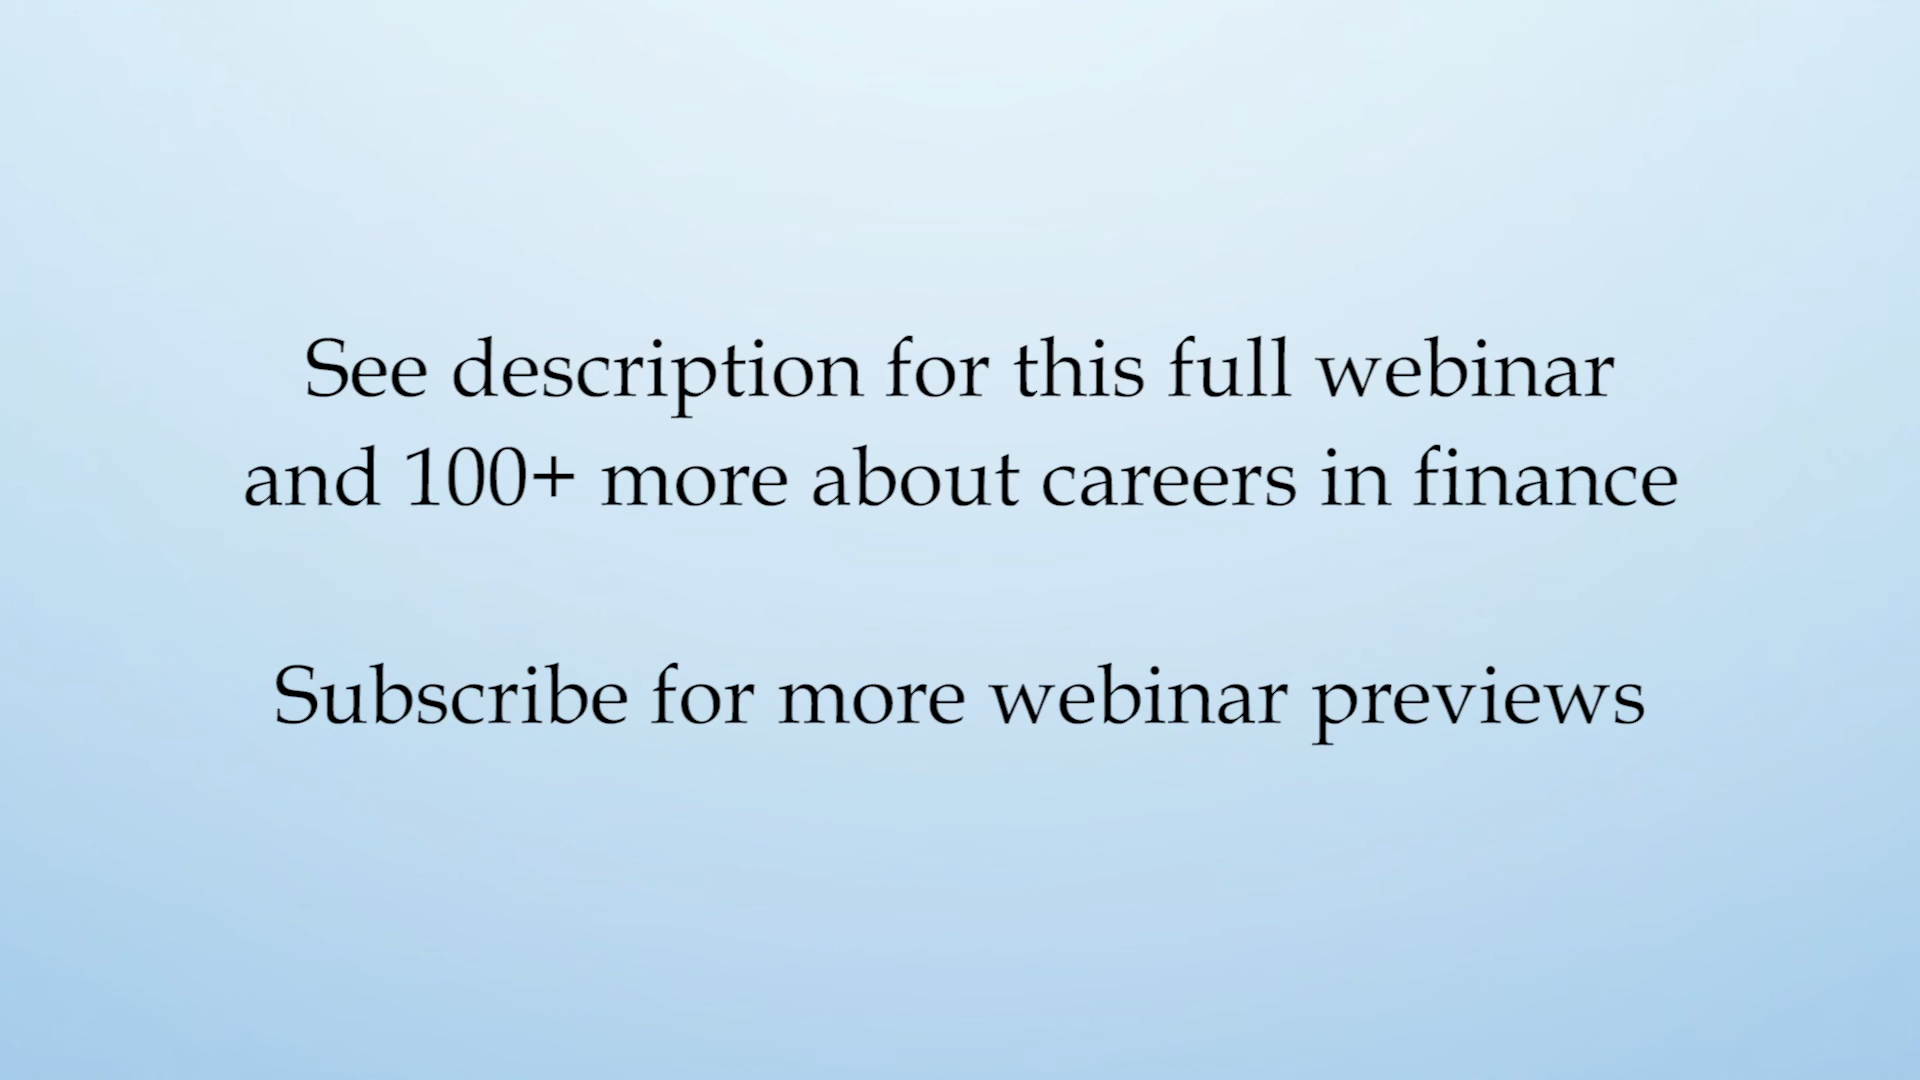 See description for this full webinar
and 100+ more about careers in finance
Subscribe for more webinar previews